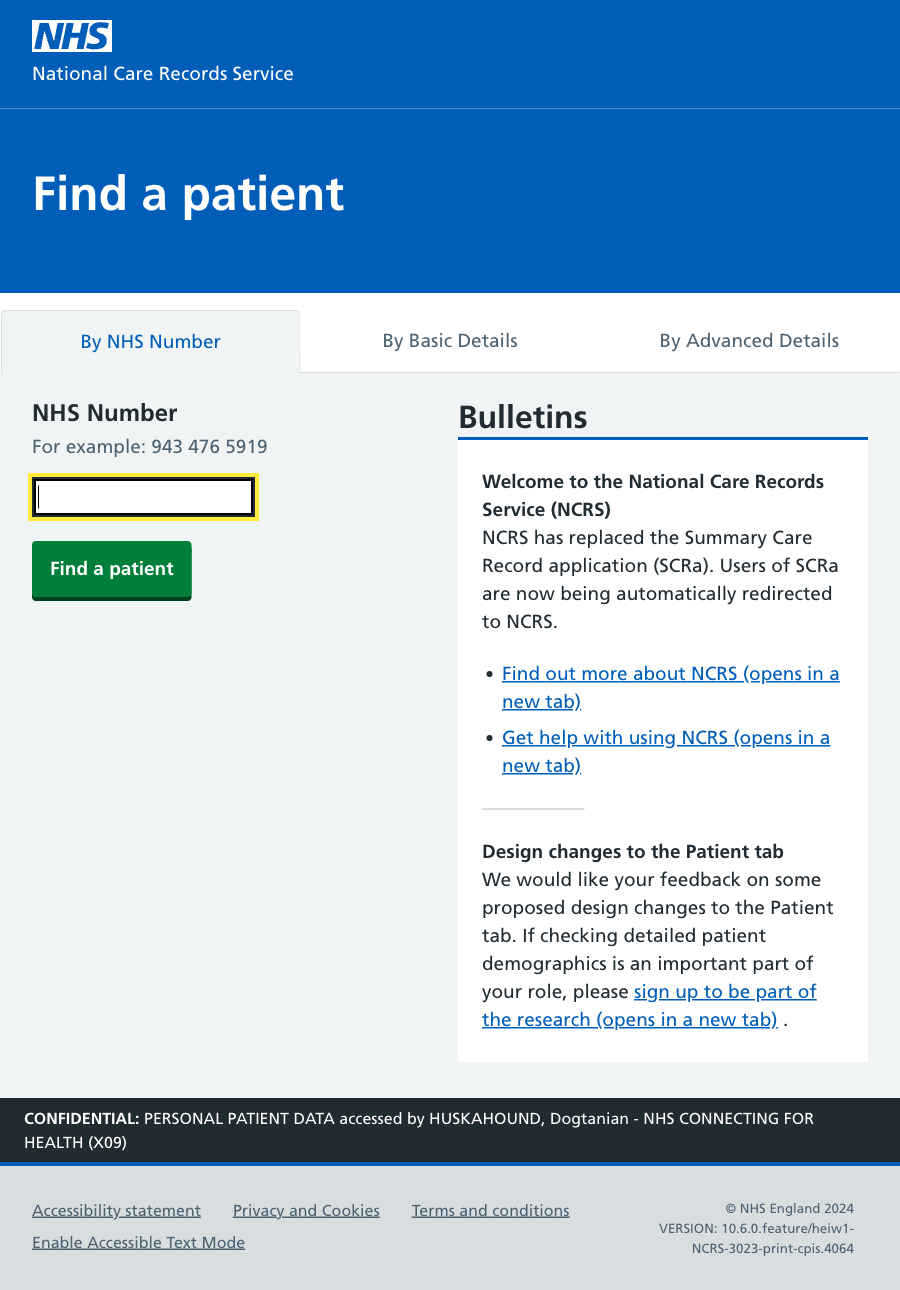 NHS
National Care Records Service
Find a patient
By NHS Number
By Basic Details
By Advanced Details
NHS Number
For example: 943 476 5919
Find a patient
Bulletins
Welcome to the National Care Records
Service (NCRS)
NCRS has replaced the Summary Care
Record application (SCRa). Users of SCRa
are now being automatically redirected
to NCRS.
• Find out more about NCRS (opens in a
new tab)
• Get help with using NCRS (opens in a
new tab)
Design changes to the Patient tab
We would like your feedback on some
proposed design changes to the Patient
tab. If checking detailed patient
demographics is an important part of
your role, please sign up to be part of
the research (opens in a new tab) .
CONFIDENTIAL: PERSONAL PATIENT DATA accessed by HUSKAHOUND, Dogtanian - NHS CONNECTING FOR
HEALTH (X09)
Accessibility statement
Privacy and Cookies
Terms and conditions
Enable Accessible Text Mode
© NHS England 2024
VERSION: 10.6.0.feature/heiw1-
NCRS-3023-print-cpis.4064